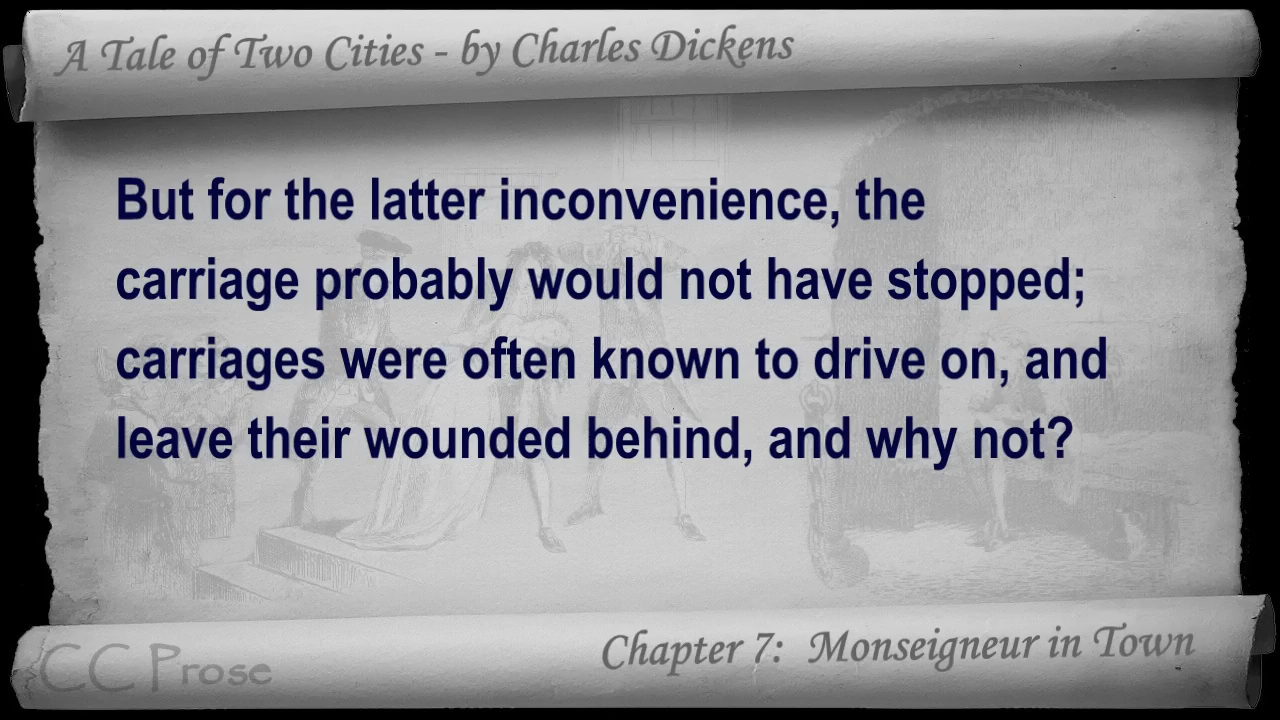 A Tale of Two Cities - by Charles Dickens
But for the latter inconvenience, the
carriage probably would not have stopped;
carriages were often known to drive on, and
leave their wounded behind, and why not?
Chapter 7: Monseigneur in Town
CC Prose